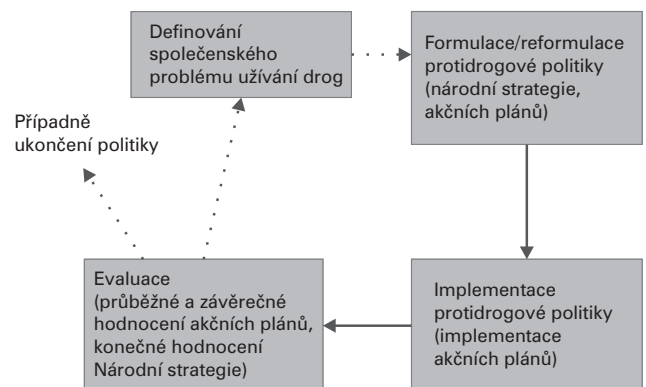 Definování
společenského
problému užívání drog
Formulace/reformulace
protidrogové politiky
(národní strategie,
akčních plánů)
Případně
ukončení politiky
Evaluace
(průběžné a závěrečné
hodnocení akčních plánů,
konečné hodnocení
Národní strategie)
Implementace
protidrogové politiky
(implementace
akčních plánů)